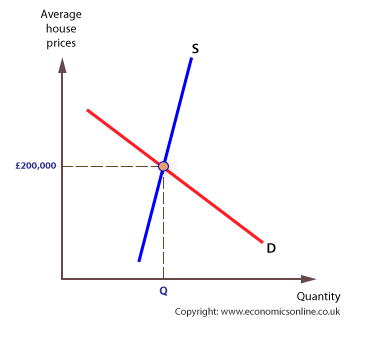 Average
house
prices
S
£200,000
D
Q
Quantity
Copyright: www.economicsonline.co.uk